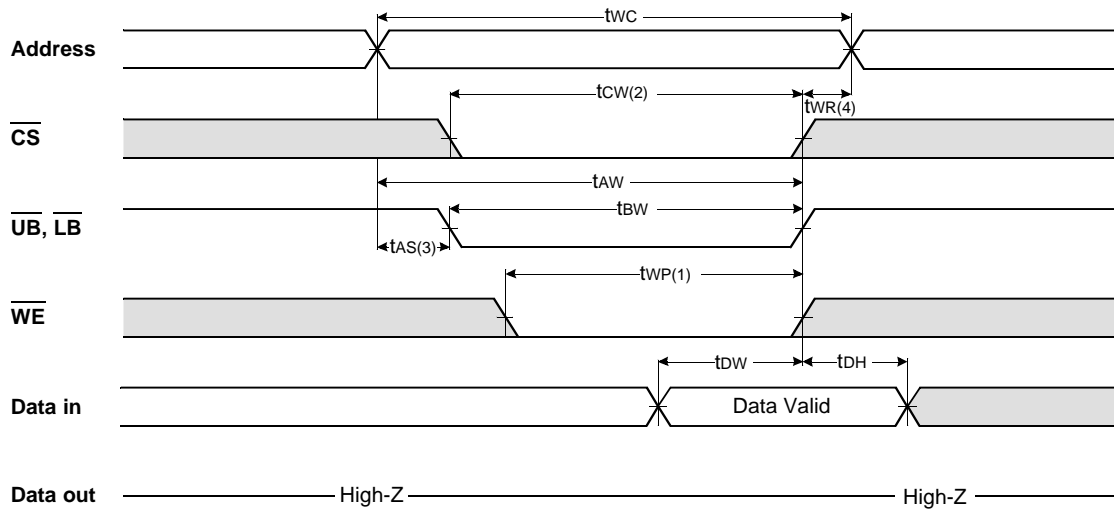 tWC
Address
tCW(2)
tWR(4)
CS
tAW
tBW
UB, LB
tAS(3)
tWP(1)
WE
tDW
tDH
Data in
Data Valid
Data out
High-Z
High-Z